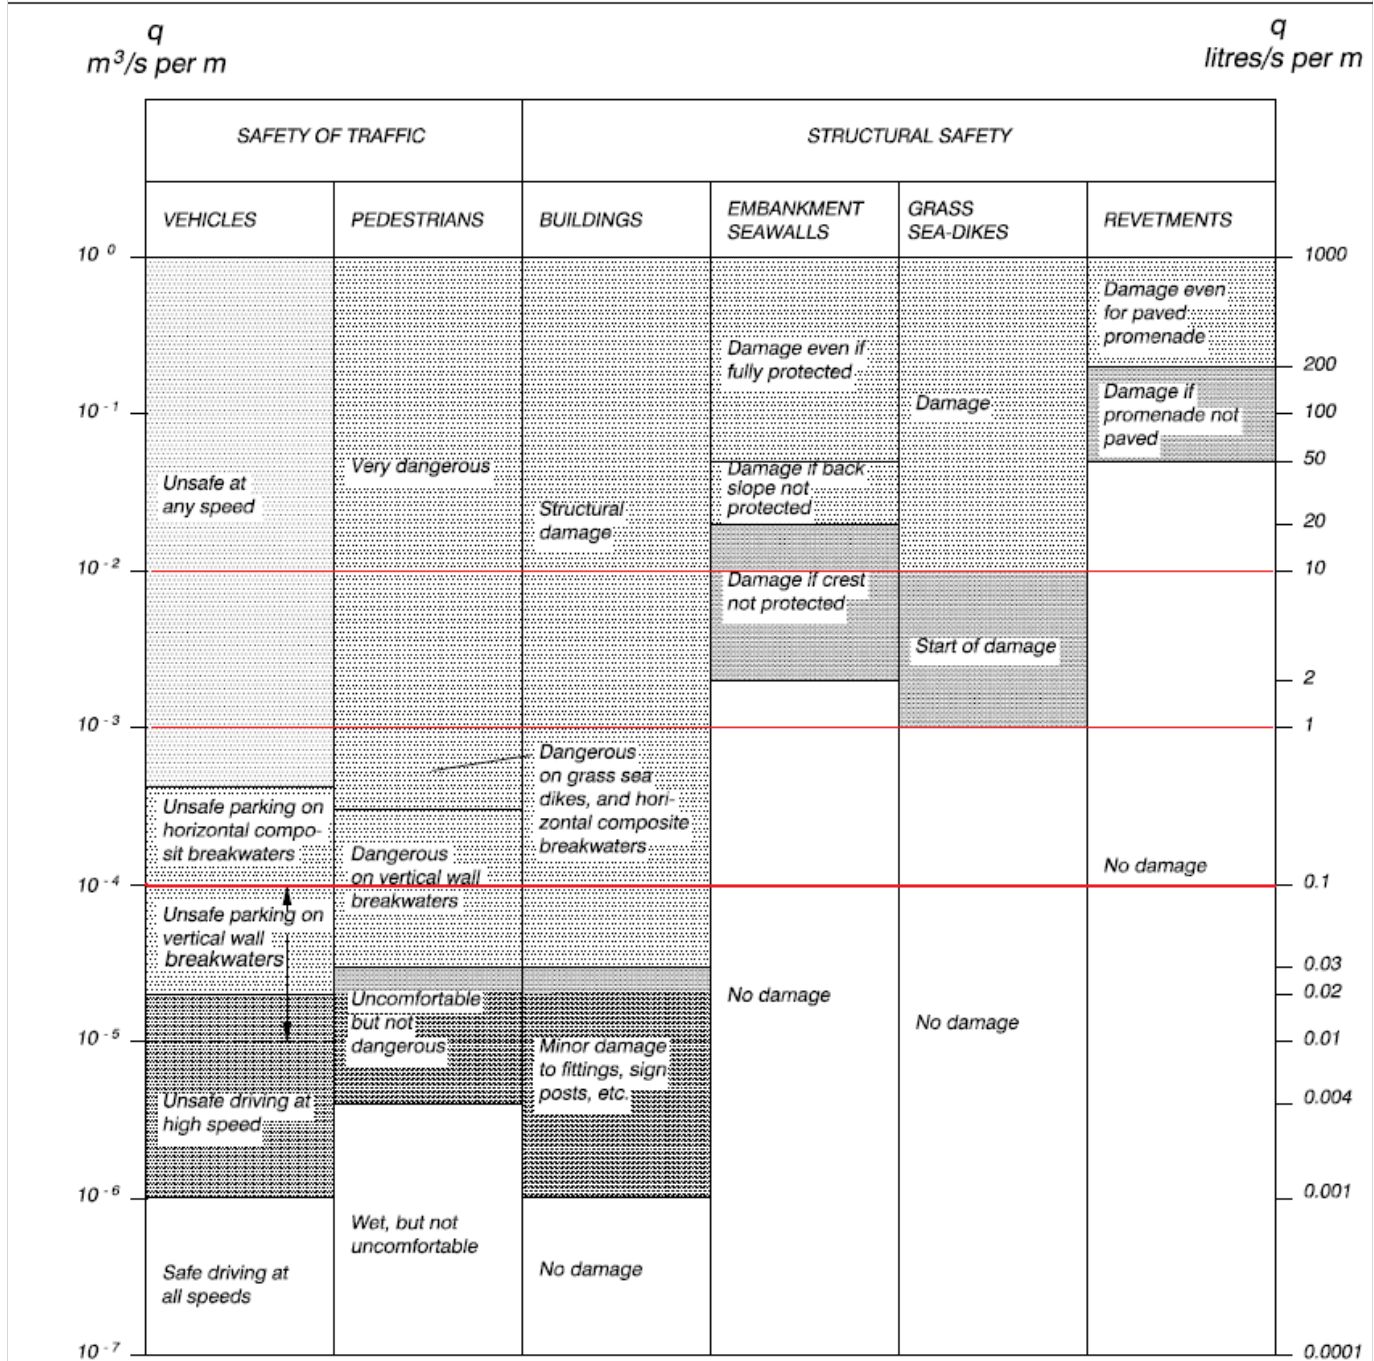 q
m³/s per m
q
litres/s per m
SAFETY OF TRAFFIC
STRUCTURAL SAFETY
VEHICLES
PEDESTRIANS
BUILDINGS
EMBANKMENT
SEAWALLS
GRASS
SEA-DIKES
REVETMENTS
10⁰
10⁻¹
10⁻²
10⁻³
10⁻⁴
10⁻⁵
10⁻⁶
10⁻⁷
Unsafe at
any speed
Unsafe parking on
horizontal compo-
sit breakwaters
Unsafe parking on
vertical wall
breakwaters
Unsafe driving at
high speed
Safe driving at
all speeds
Very dangerous
Dangerous
on vertical wall
breakwaters
Uncomfortable
but not
dangerous
Wet, but not
uncomfortable
Structural
damage
Dangerous
on grass sea
dikes, and hori-
zontal composite
breakwaters
Minor damage
to fittings, sign
posts, etc.
No damage
Damage even if
fully protected
Damage if back
slope not
protected
Damage if crest
not protected
No damage
Damage
Start of damage
No damage
Damage even
for paved
promenade
Damage if
promenade not
paved
No damage
1000
200
100
50
20
10
2
1
0.1
0.03
0.02
0.01
0.004
0.001
0.0001